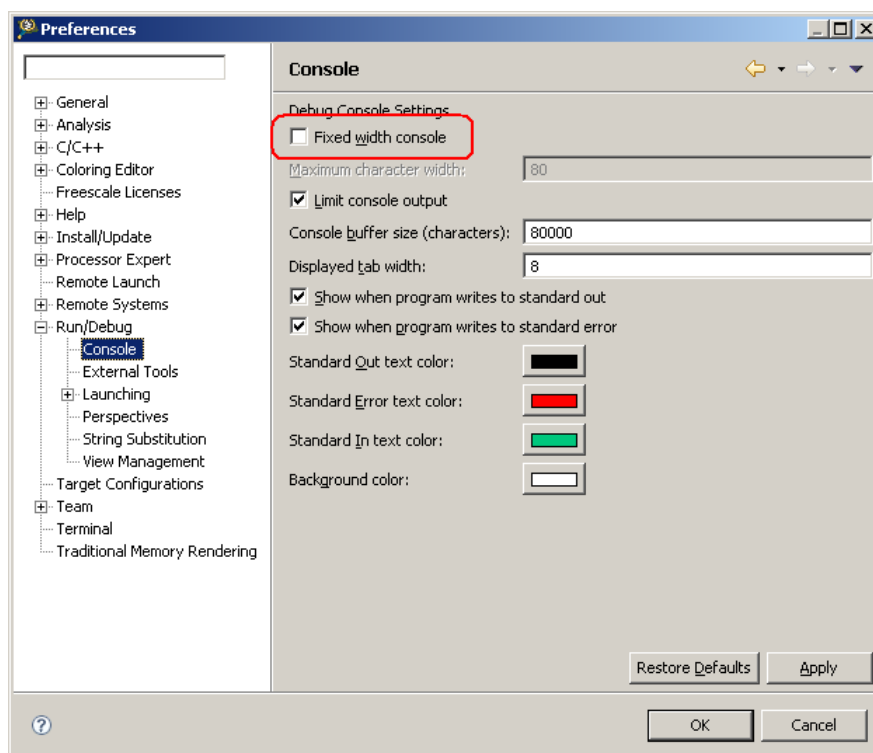 Preferences
Console
General
Analysis
C/C++
Coloring Editor
Freescale Licenses
Help
Install/Update
Processor Expert
Remote Launch
Remote Systems
Run/Debug
Console
External Tools
Launching
Perspectives
String Substitution
View Management
Target Configurations
Team
Terminal
Traditional Memory Rendering
Debug Console Settings
Fixed width console
Maximum character width: 80
Limit console output
Console buffer size (characters): 80000
Displayed tab width: 8
Show when program writes to standard out
Show when program writes to standard error
Standard Out text color:
Standard Error text color:
Standard In text color:
Background color:
Restore Defaults Apply
? OK Cancel